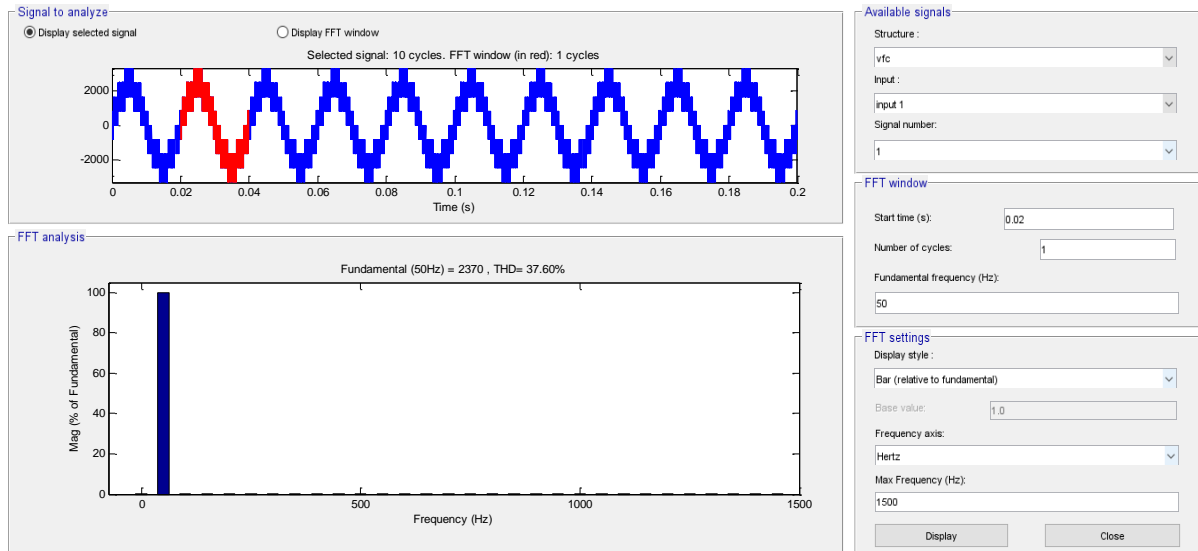 Signal to analyze
Display selected signal
Display FFT window
Selected signal: 10 cycles. FFT window (in red): 1 cycles
2000
0
-2000
0 0.02 0.04 0.06 0.08 0.1 0.12 0.14 0.16 0.18 0.2
Time (s)
FFT analysis
Fundamental (50Hz) = 2370 , THD= 37.60%
100
80
60
40
20
0
Mag (% of Fundamental)
0 500 1000 1500
Frequency (Hz)
Available signals
Structure :
vfc
Input :
input 1
Signal number:
1
FFT window
Start time (s): 0.02
Number of cycles: 1
Fundamental frequency (Hz):
50
FFT settings
Display style :
Bar (relative to fundamental)
Base value: 1.0
Frequency axis:
Hertz
Max Frequency (Hz):
1500
Display Close